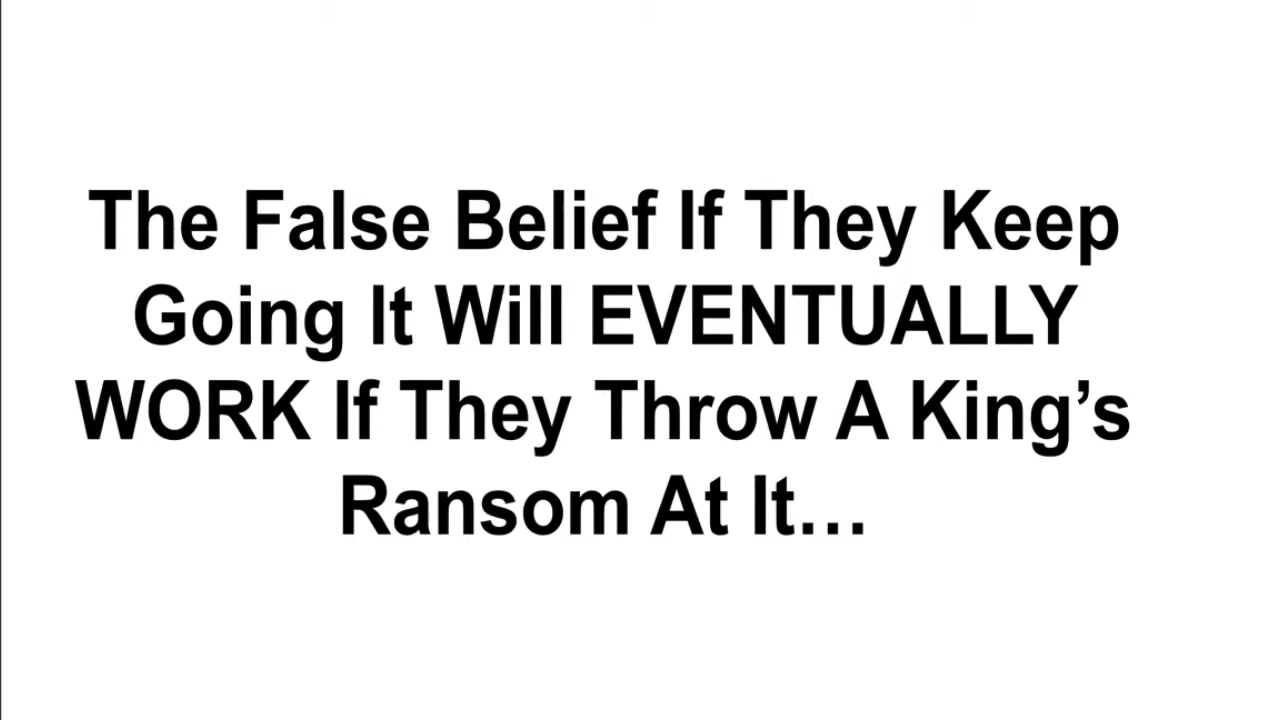 The False Belief If They Keep
Going It Will EVENTUALLY
WORK If They Throw A King’s
Ransom At It…